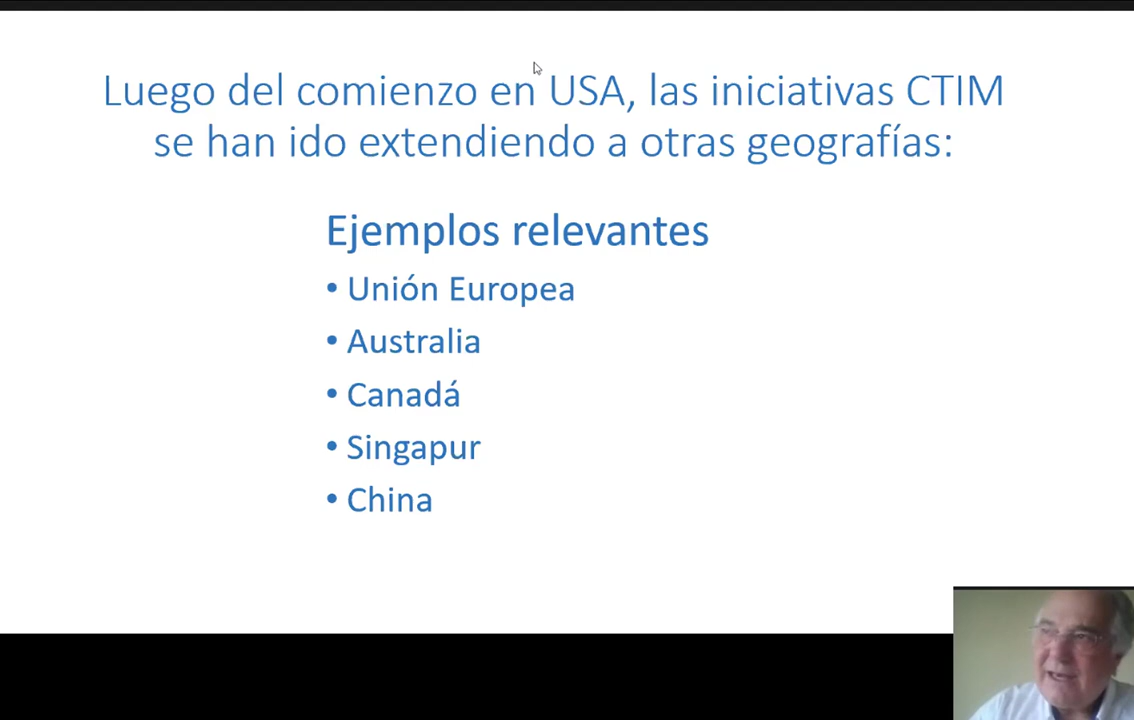 Luego del comienzo en USA, las iniciativas CTIM
se han ido extendiendo a otras geografías:
Ejemplos relevantes
• Unión Europea
• Australia
• Canadá
• Singapur
• China